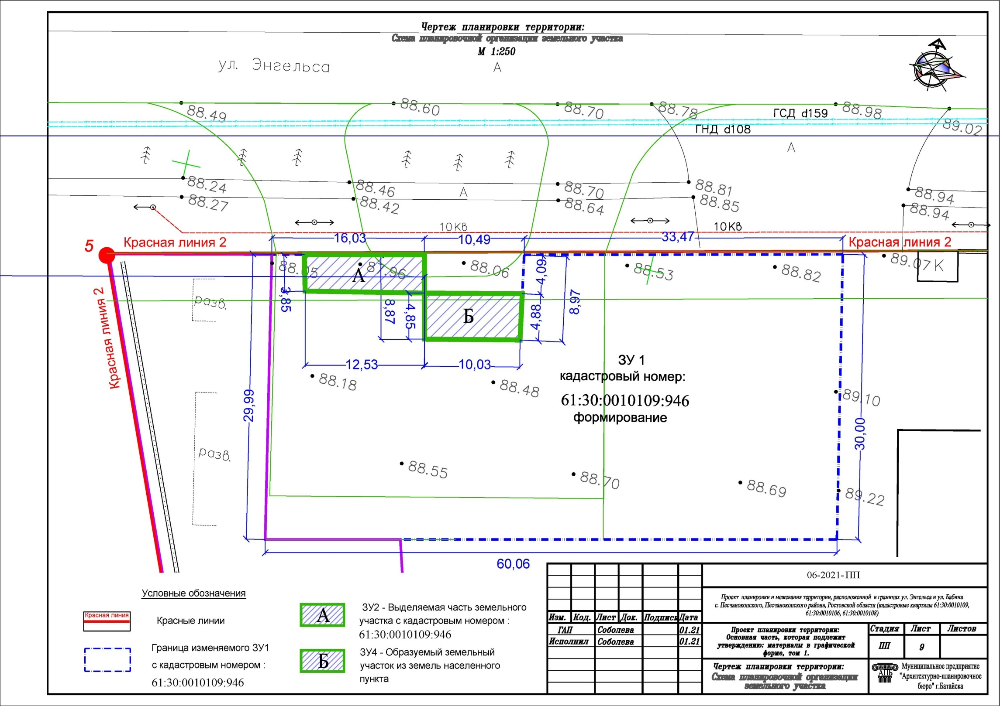 Чертеж планировки территории:
Схема планировочной организации земельного участка
М 1:250
ул. Энгельса
А
88.49
88.60
88.70
88.78
ГСД d159
88.98
ГНД d108
89.02
А
88.24
88.46
А
88.70
88.81
88.94
88.27
88.42
88.64
88.85
88.94
10Кв
10Кв
5
Красная линия 2
16,03
10,49
33,47
Красная линия 2
88.05
87.96
А
88.06
4,09
88.53
88.82
89.07
К
Красная линия 2
разв.
3,85
8,87
4,85
Б
4,88
8,97
12,53
10,03
ЗУ 1
кадастровый номер:
61:30:0010109:946
формирование
88.18
88.48
89.10
29,99
30,00
разв.
88.55
88.70
88.69
89.22
60,06
Условные обозначения
Красная линия
Красные линии
Граница изменяемого ЗУ1
с кадастровым номером :
61:30:0010109:946
А
ЗУ2 - Выделяемая часть земельного
участка с кадастровым номером :
61:30:0010109:946
Б
ЗУ4 - Образуемый земельный
участок из земель населенного
пункта
06-2021-ПП
Проект планировки и межевания территории, расположенной в границах ул. Энгельса и ул. Бабина
с. Песчанокопского, Песчанокопского района, Ростовской области (кадастровые квартала 61:30:0010109,
61:30:0010106, 61:30:0010108)
Изм. Код. Лист Док. Подпись Дата
ГАП Соболева 01.21
Исполнил Соболева 01.21
Проект планировки территории:
Основная часть, которая подлежит
утверждению: материалы в графической
форме, том 1.
Стадия Лист Листов
ПП 9
Чертеж планировки территории:
Схема планировочной организации
земельного участка
АПБ
Муниципальное предприятие
"Архитектурно-планировочное
бюро" г.Батайска